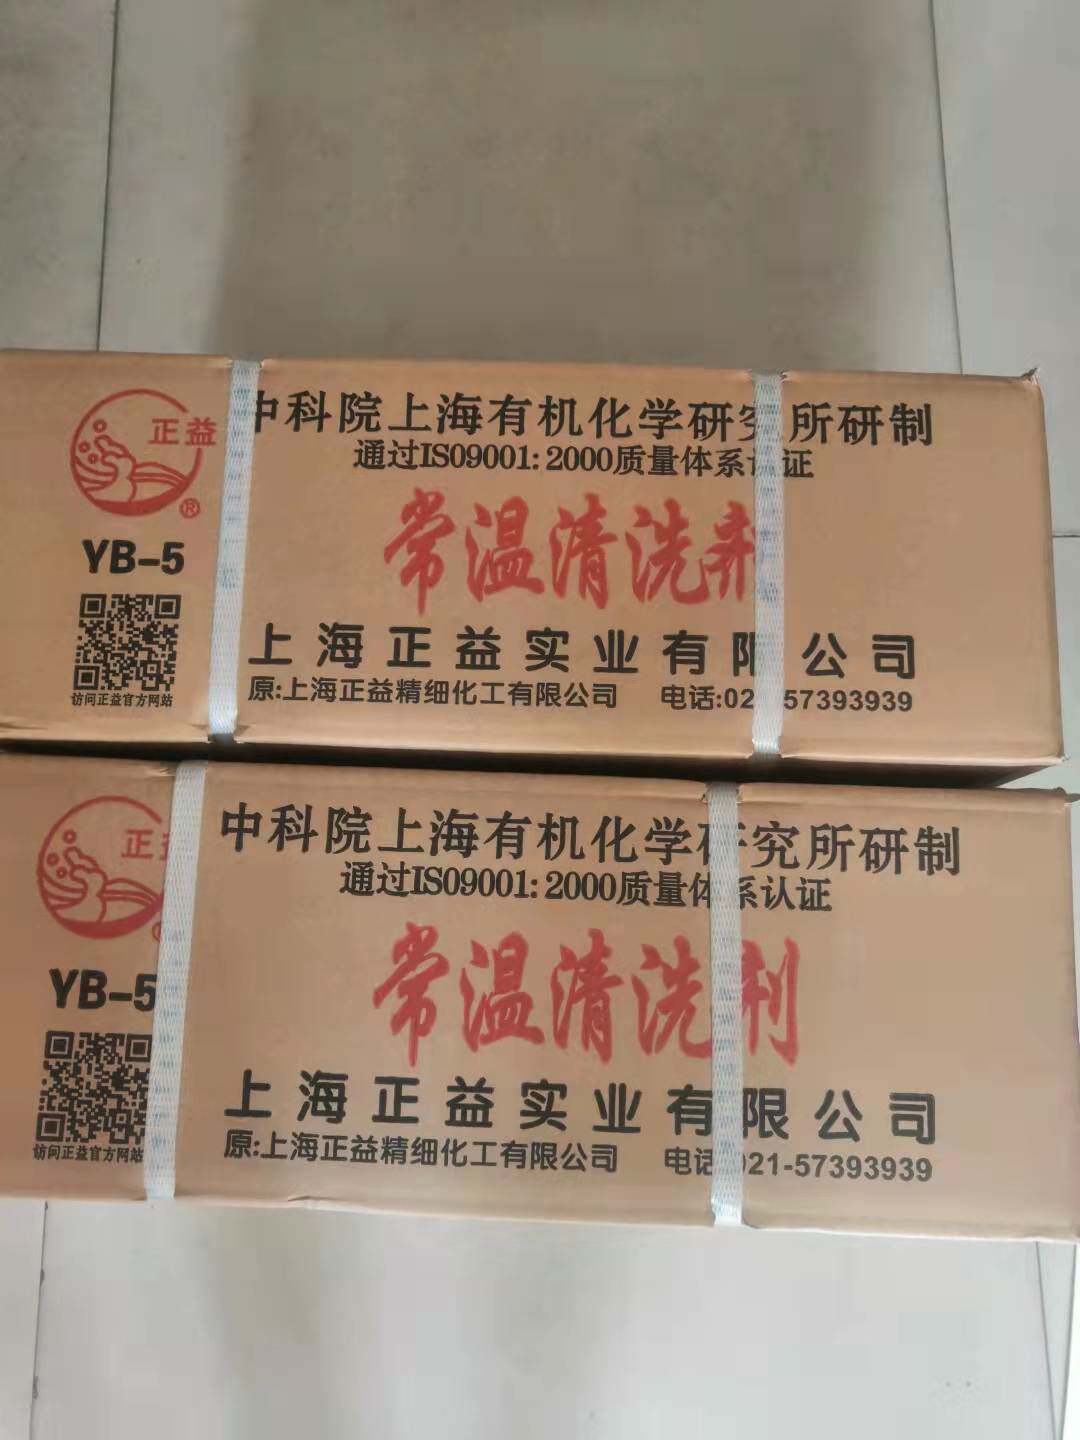 正益
®
YB-5
访问正益官方网站
中科院上海有机化学研究所研制
通过ISO9001:2000质量体系认证
常温清洗剂
上海正益实业有限公司
原:上海正益精细化工有限公司 电话:021-57393939
正益
YB-5
访问正益官方网站
中科院上海有机化学研究所研制
通过ISO9001:2000质量体系认证
常温清洗剂
上海正益实业有限公司
原:上海正益精细化工有限公司 电话:021-57393939